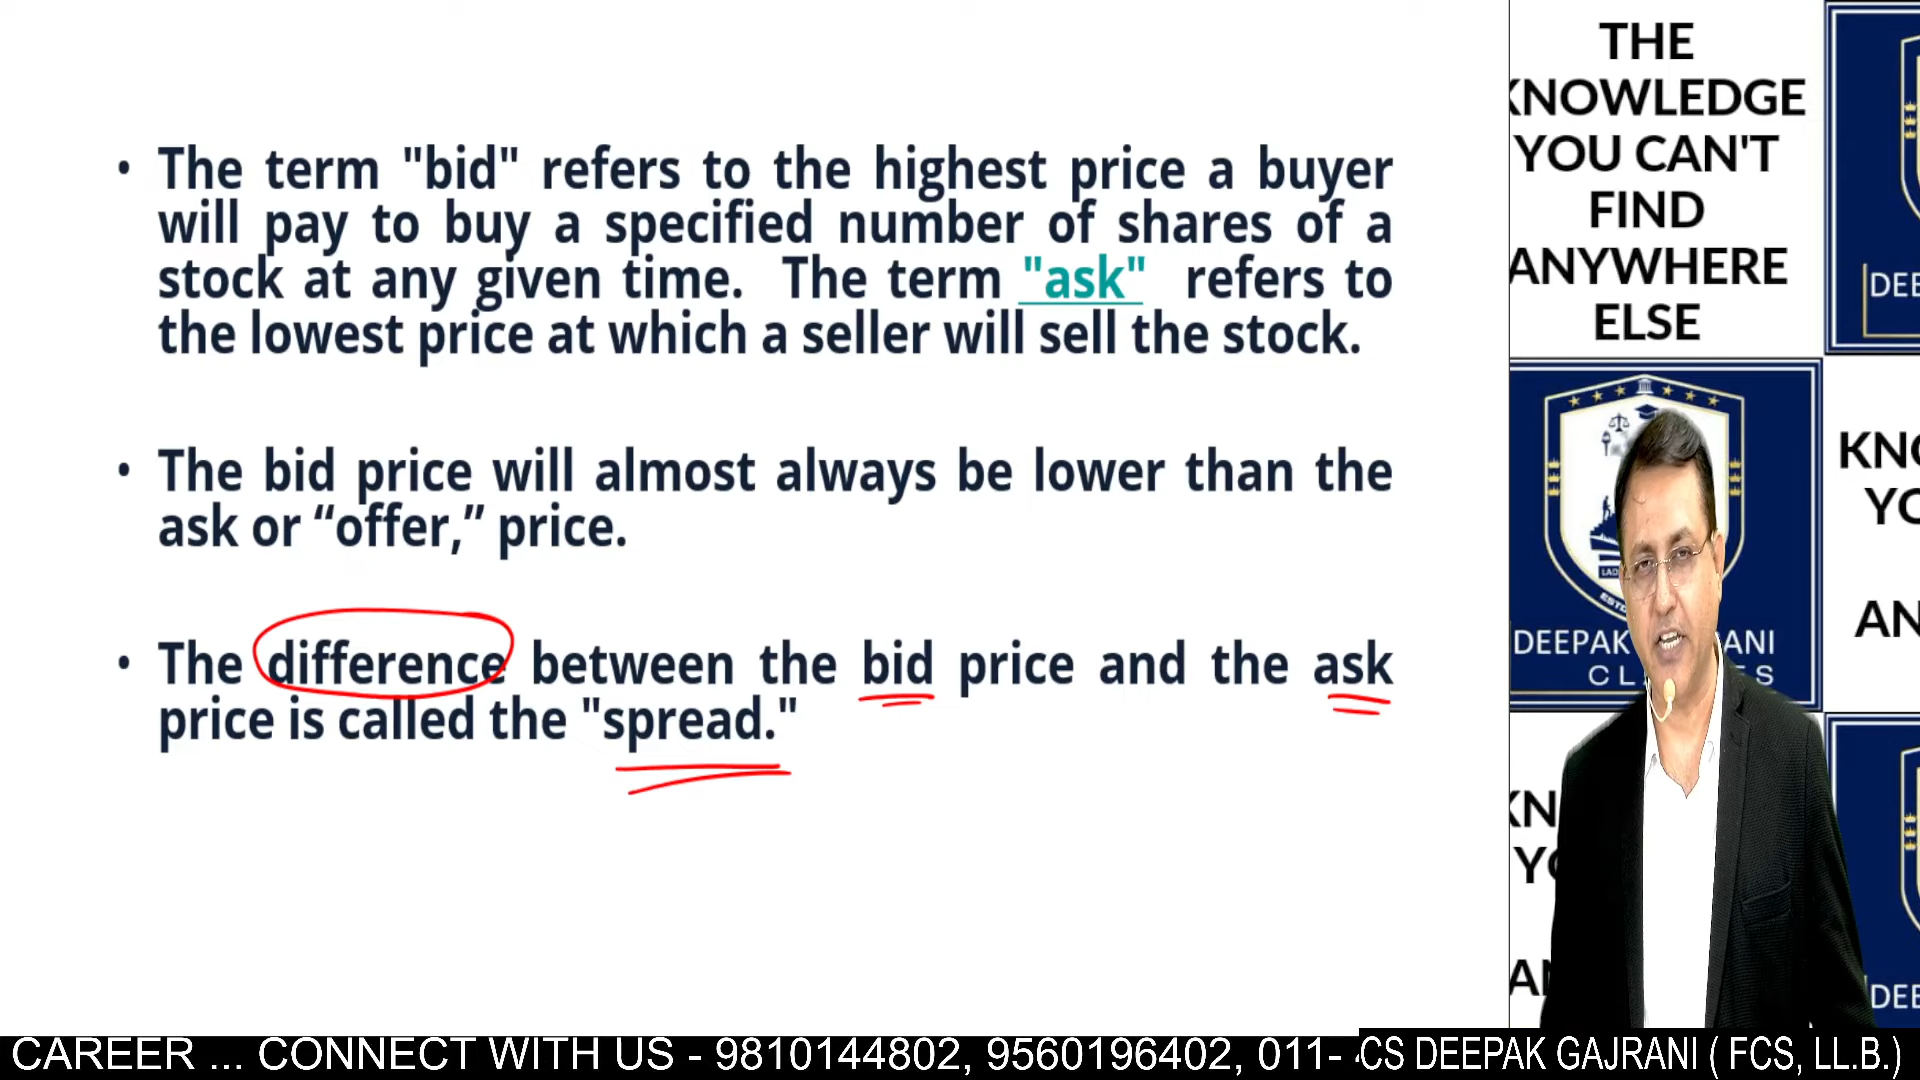 • The term "bid" refers to the highest price a buyer
will pay to buy a specified number of shares of a
stock at any given time. The term "ask" refers to
the lowest price at which a seller will sell the stock.
• The bid price will almost always be lower than the
ask or “offer,” price.
• The difference between the bid price and the ask
price is called the "spread."
THE
KNOWLEDGE
YOU CAN'T
FIND
ANYWHERE
ELSE
DEEPAK
CL
CAREER ... CONNECT WITH US - 9810144802, 9560196402, 011-
CS DEEPAK GAJRANI ( FCS, LL.B.)